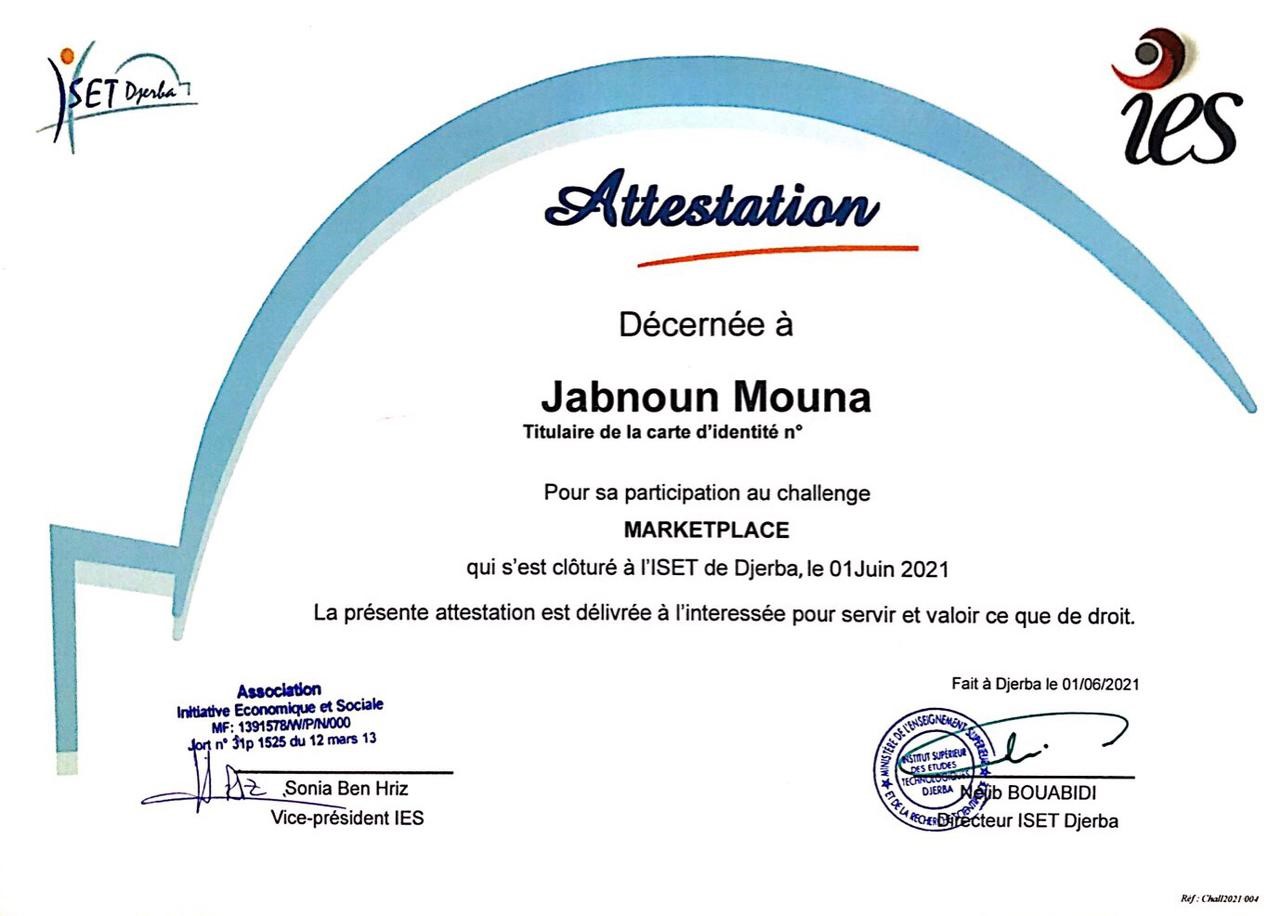 ISET Djerba
ies
Attestation
Décernée à
Jabnoun Mouna
Titulaire de la carte d'identité n°
Pour sa participation au challenge
MARKETPLACE
qui s'est clôturé à l'ISET de Djerba, le 01Juin 2021
La présente attestation est délivrée à l'interessée pour servir et valoir ce que de droit.
Association
Initiative Economique et Sociale
MF: 1391578/W/P/N/000
Jort n° 31p 1525 du 12 mars 13
Sonia Ben Hriz
Vice-président IES
Fait à Djerba le 01/06/2021
MINISTÈRE DE L'ENSEIGNEMENT SUPÉRIEUR
ET DE LA RECHERCHE SCIENTIFIQUE
INSTITUT SUPÉRIEUR
DES ETUDES
TECHNOLOGIQUES
DJERBA
Nejib BOUABIDI
Directeur ISET Djerba
Réf : Chall2021 004